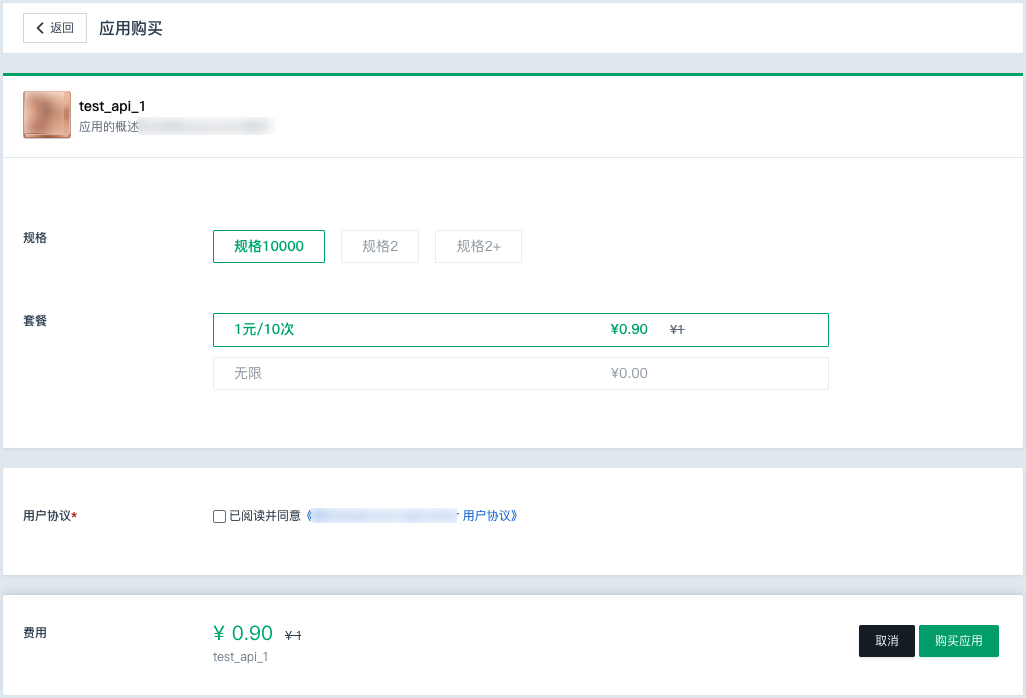 返回 应用购买
test_api_1
应用的概述
规格 规格10000 规格2 规格2+
套餐 1元/10次 ¥0.90 ¥1
无限 ¥0.00
用户协议* 已阅读并同意《 用户协议》
费用 ¥ 0.90 ¥ 1 取消 购买应用
test_api_1